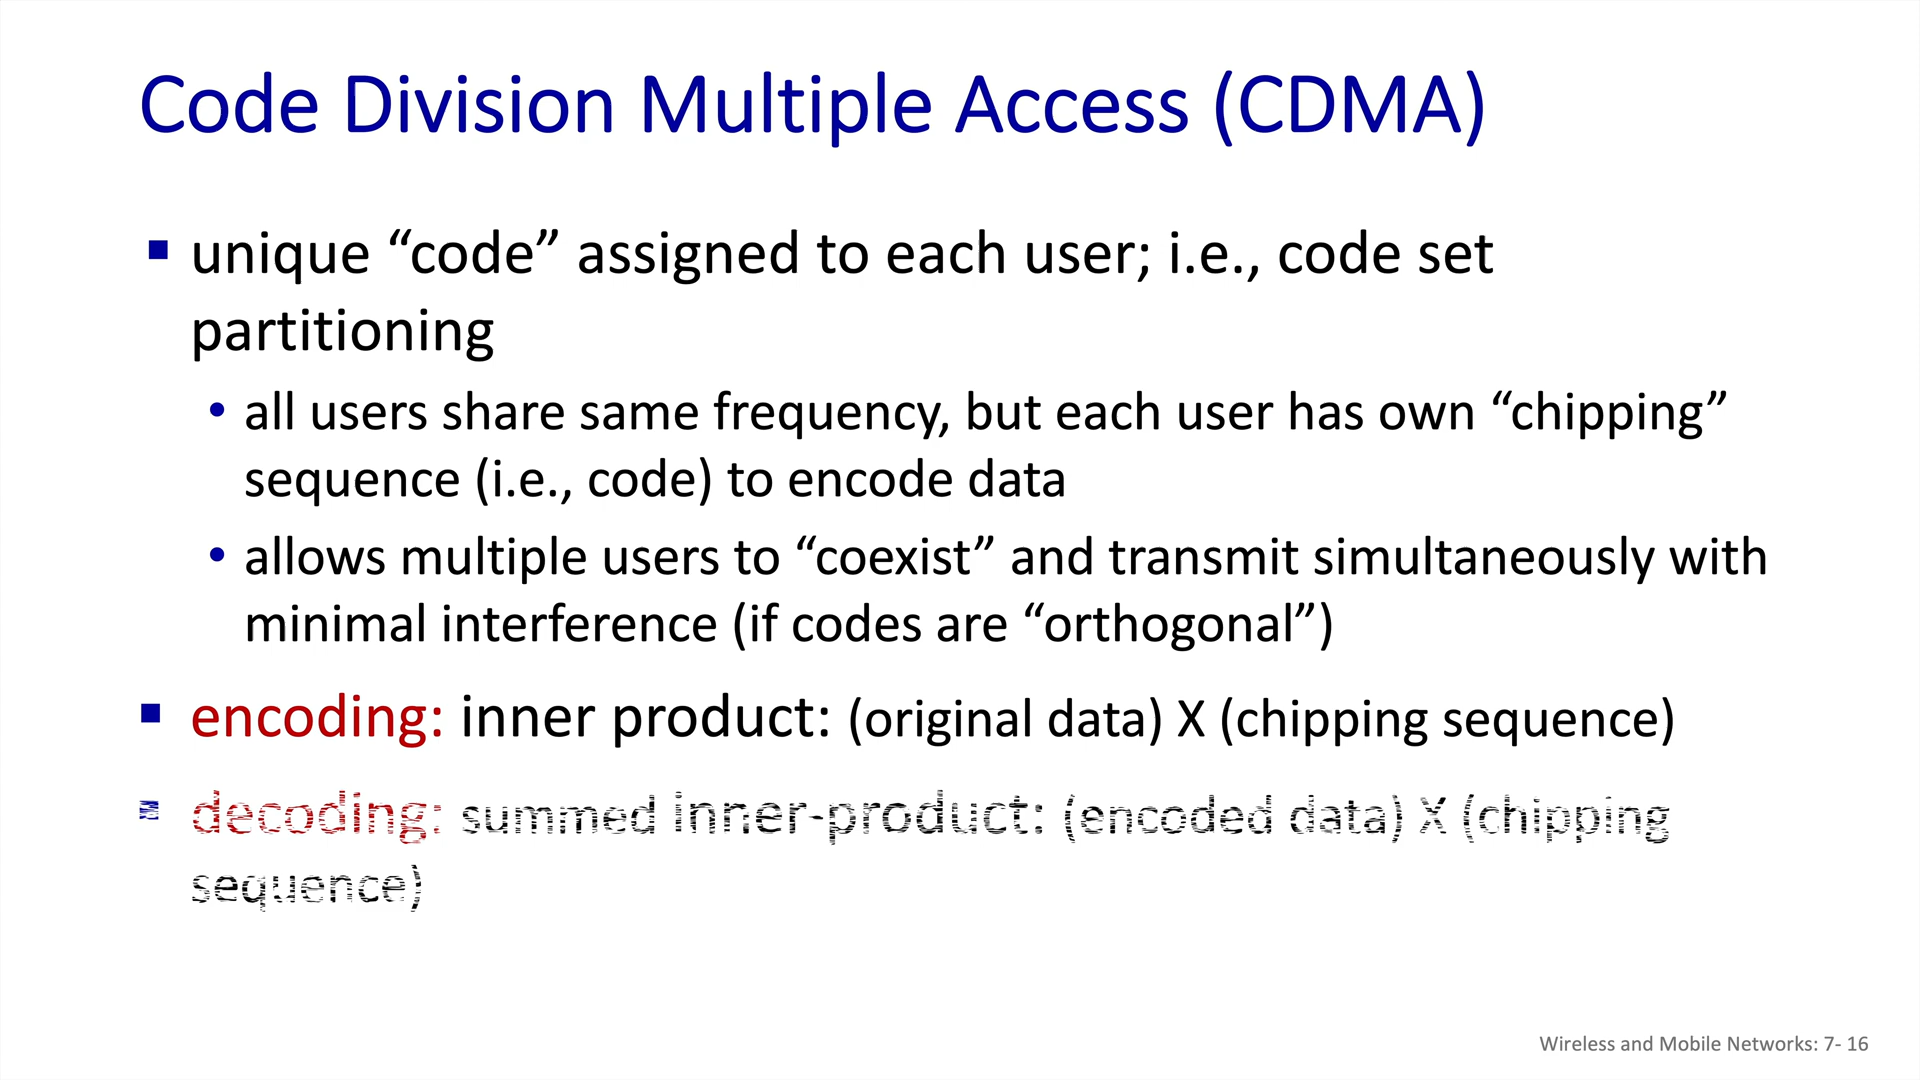 Code Division Multiple Access (CDMA)
▪ unique “code” assigned to each user; i.e., code set
partitioning
• all users share same frequency, but each user has own “chipping”
sequence (i.e., code) to encode data
• allows multiple users to “coexist” and transmit simultaneously with
minimal interference (if codes are “orthogonal”)
▪ encoding: inner product: (original data) X (chipping sequence)
▪ decoding: summed inner-product: (encoded data) X (chipping
sequence)
Wireless and Mobile Networks: 7- 16